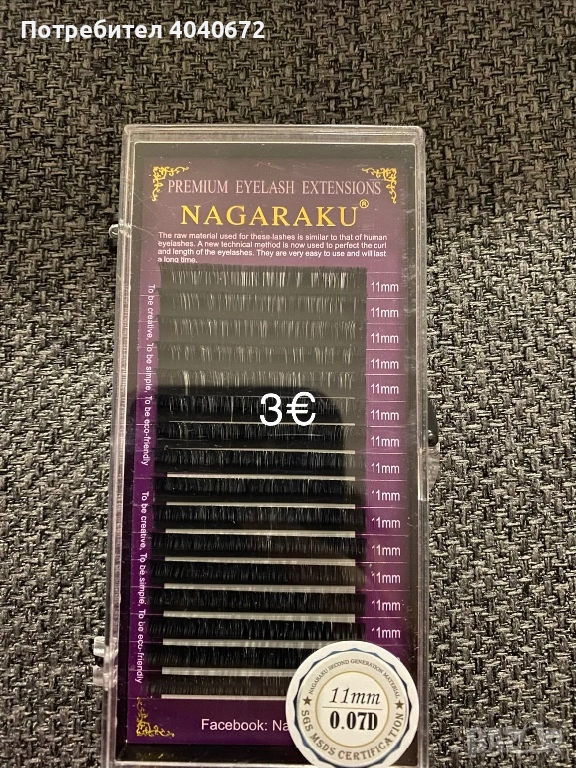 Потребител 4040672
PREMIUM EYELASH EXTENSIONS
NAGARAKU®
The raw material used for these-lashes is similar to that of human
eyelashes. A new technical method is now used to perfect the curl
and length of the eyelashes. They are very easy to use and will last
a long time.
11mm
11mm
11mm
11mm
11mm
11mm
11mm
11mm
11mm
11mm
11mm
11mm
11mm
11mm
To be creative, To be simple, To be eco-friendly
To be creative, To be simple, To be eco-friendly
3€
Facebook: Na
NAGARAKU SECOND GENERATION MATERIAL
11mm
0.07D
SGS MSDS CERTIFICATION